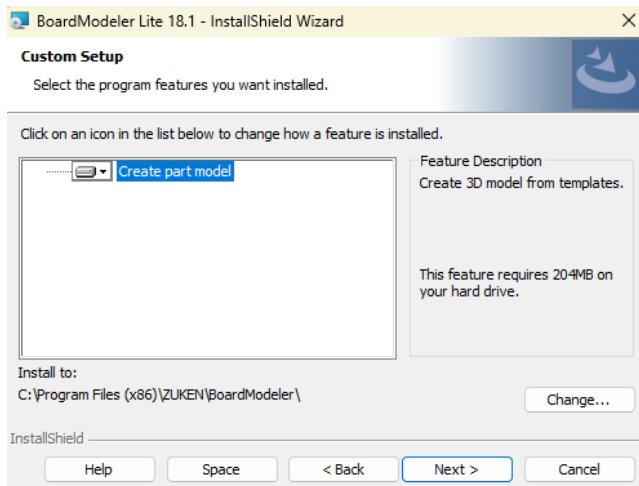 BoardModeler Lite 18.1 - InstallShield Wizard
Custom Setup
Select the program features you want installed.
Click on an icon in the list below to change how a feature is installed.
Create part model
Feature Description
Create 3D model from templates.
This feature requires 204MB on
your hard drive.
Install to:
C:\Program Files (x86)\ZUKEN\BoardModeler\
Change...
InstallShield
Help
Space
< Back
Next >
Cancel